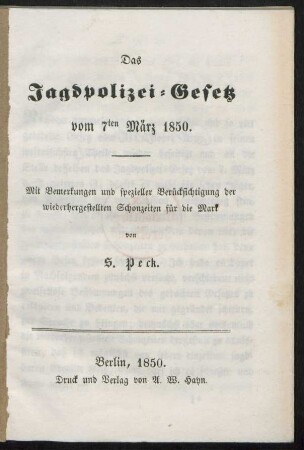 Das
Jagdpolizei-Gesetz
vom 7ten März 1850.
Mit Bemerkungen und spezieller Berücksichtigung der
wiederhergestellten Schonzeiten für die Mark
von
S. Peck.
Berlin, 1850.
Druck und Verlag von A. W. Hayn.